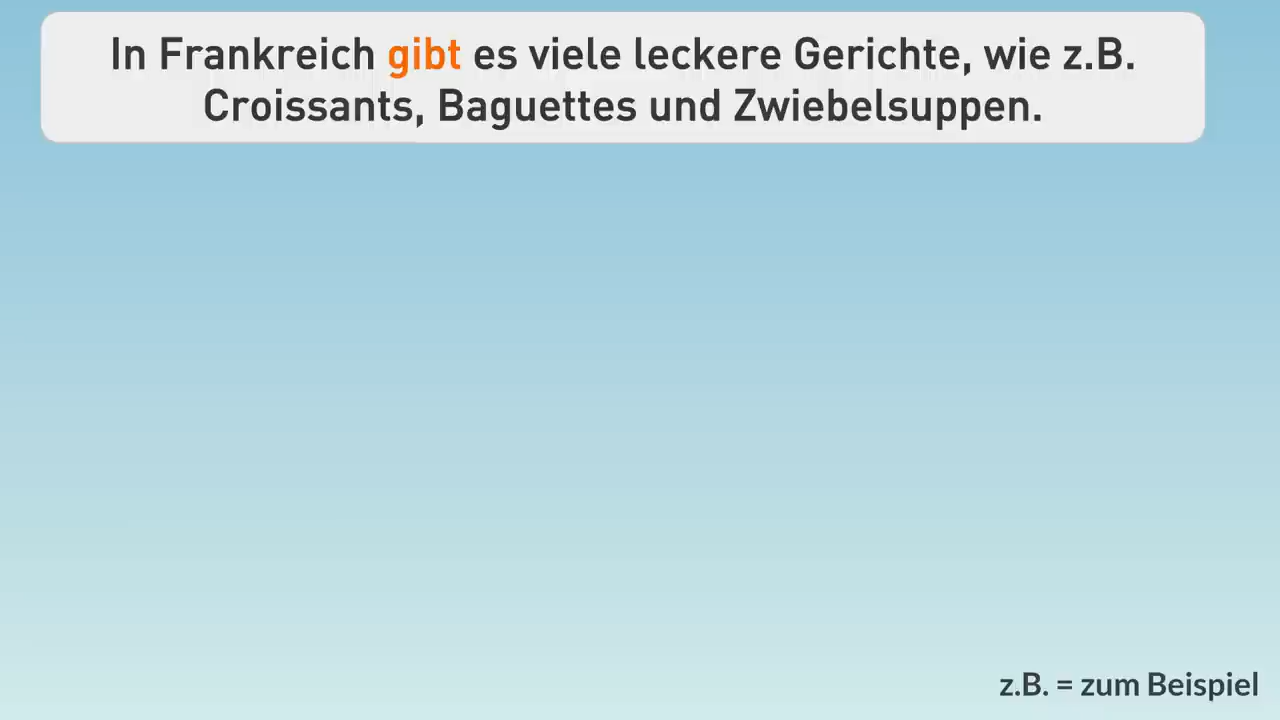 In Frankreich gibt es viele leckere Gerichte, wie z.B.
Croissants, Baguettes und Zwiebelsuppen.
z.B. = zum Beispiel